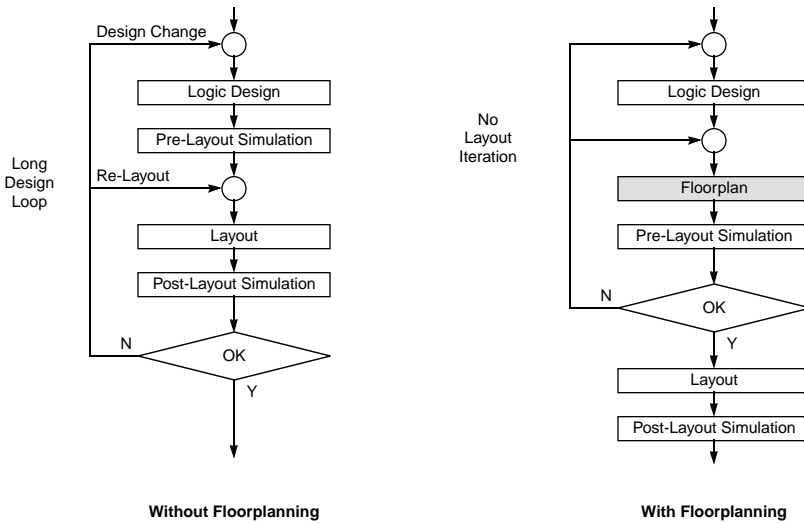 Design Change
Logic Design
Pre-Layout Simulation
Long
Design
Loop
Re-Layout
Layout
Post-Layout Simulation
N
OK
Y
Without Floorplanning
Logic Design
No
Layout
Iteration
Floorplan
Pre-Layout Simulation
N
OK
Y
Layout
Post-Layout Simulation
With Floorplanning